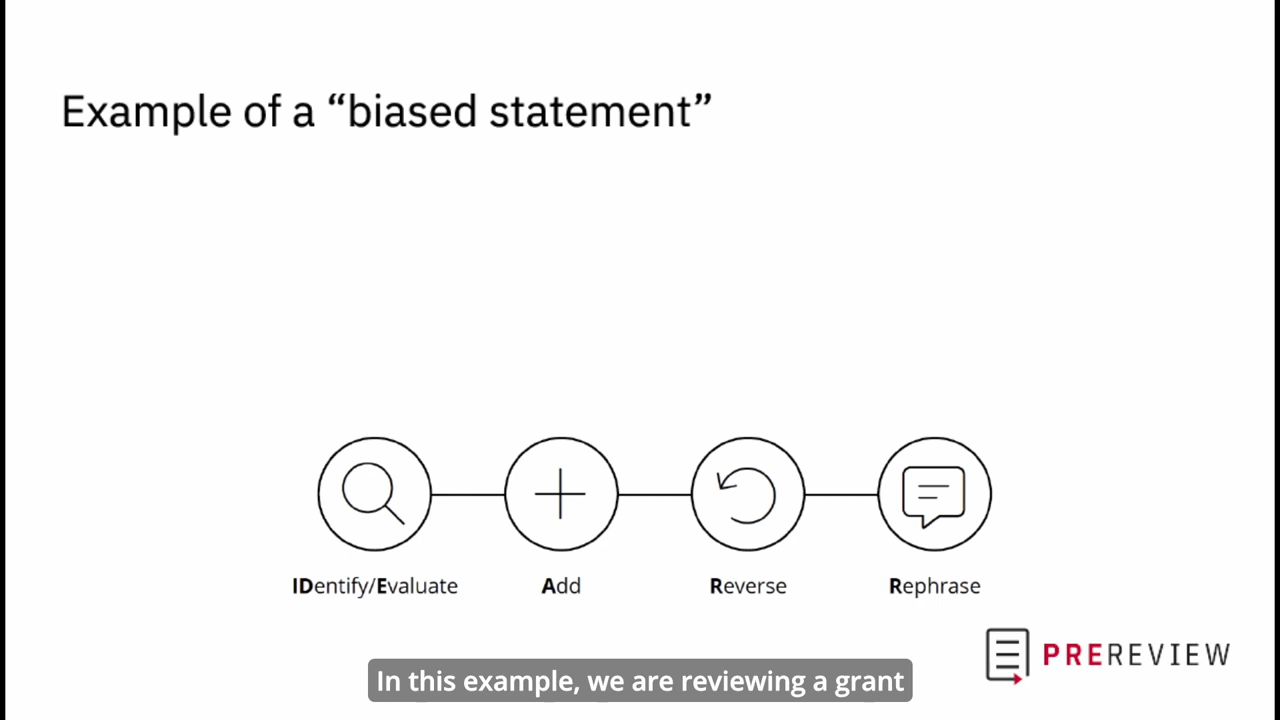 Example of a “biased statement”
IDentify/Evaluate
Add
Reverse
Rephrase
PREREVIEW
In this example, we are reviewing a grant